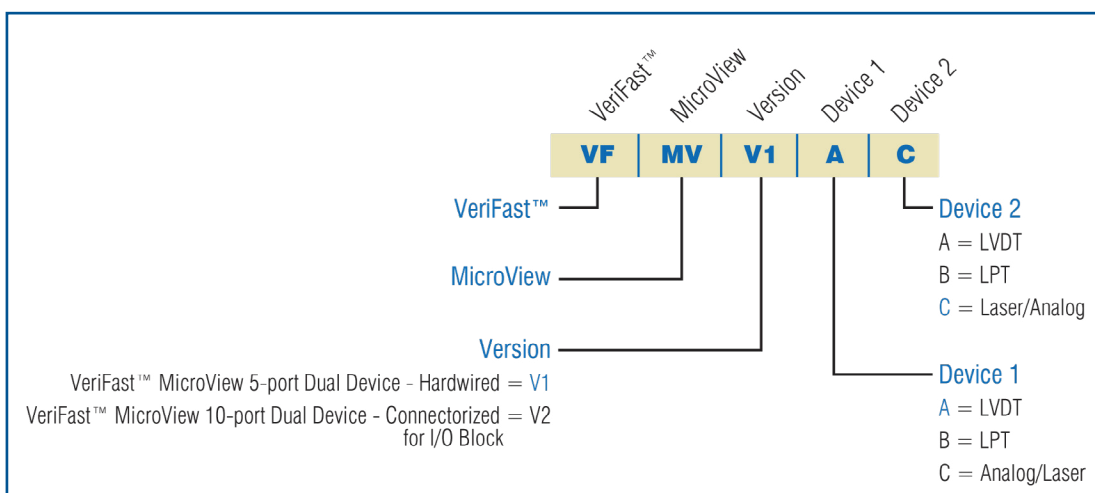 VeriFast™ MicroView Version Device 1 Device 2
VF MV V1 A C
VeriFast™
MicroView
Version
VeriFast™ MicroView 5-port Dual Device - Hardwired = V1
VeriFast™ MicroView 10-port Dual Device - Connectorized = V2
for I/O Block
Device 2
A = LVDT
B = LPT
C = Laser/Analog
Device 1
A = LVDT
B = LPT
C = Analog/Laser